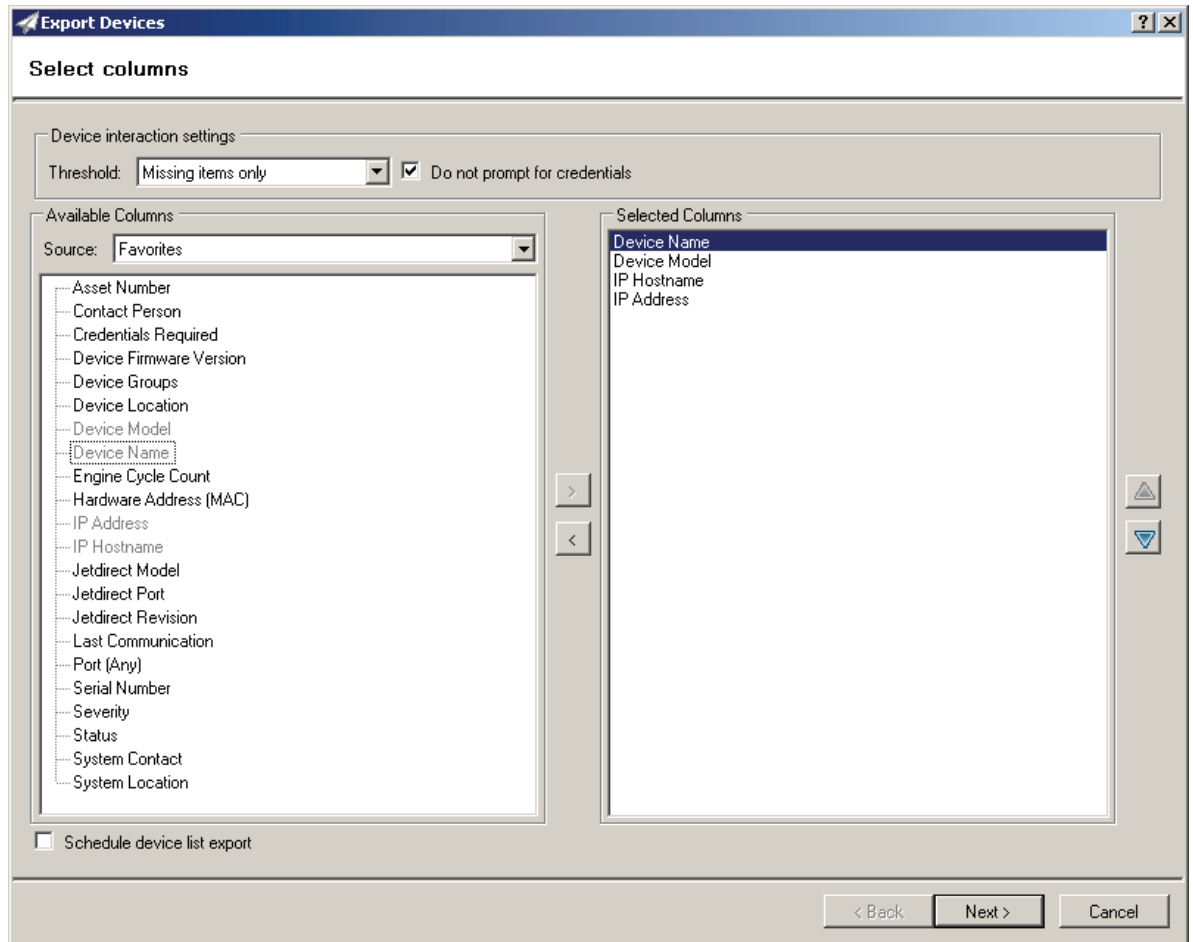 Export Devices
Select columns
Device interaction settings
Threshold: Missing items only Do not prompt for credentials
Available Columns
Source: Favorites
Asset Number
Contact Person
Credentials Required
Device Firmware Version
Device Groups
Device Location
Device Model
Device Name
Engine Cycle Count
Hardware Address (MAC)
IP Address
IP Hostname
Jetdirect Model
Jetdirect Port
Jetdirect Revision
Last Communication
Port (Any)
Serial Number
Severity
Status
System Contact
System Location
>
<
Selected Columns
Device Name
Device Model
IP Hostname
IP Address
Schedule device list export
< Back Next > Cancel